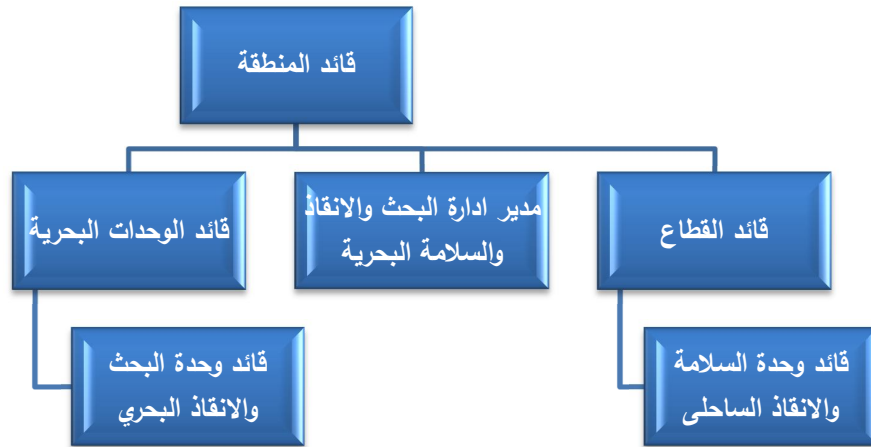 قائد المنطقة
قائد القطاع
مدير ادارة البحث والانقاذ
والسلامة البحرية
قائد الوحدات البحرية
قائد وحدة السلامة
والانقاذ الساحلى
قائد وحدة البحث
والانقاذ البحري